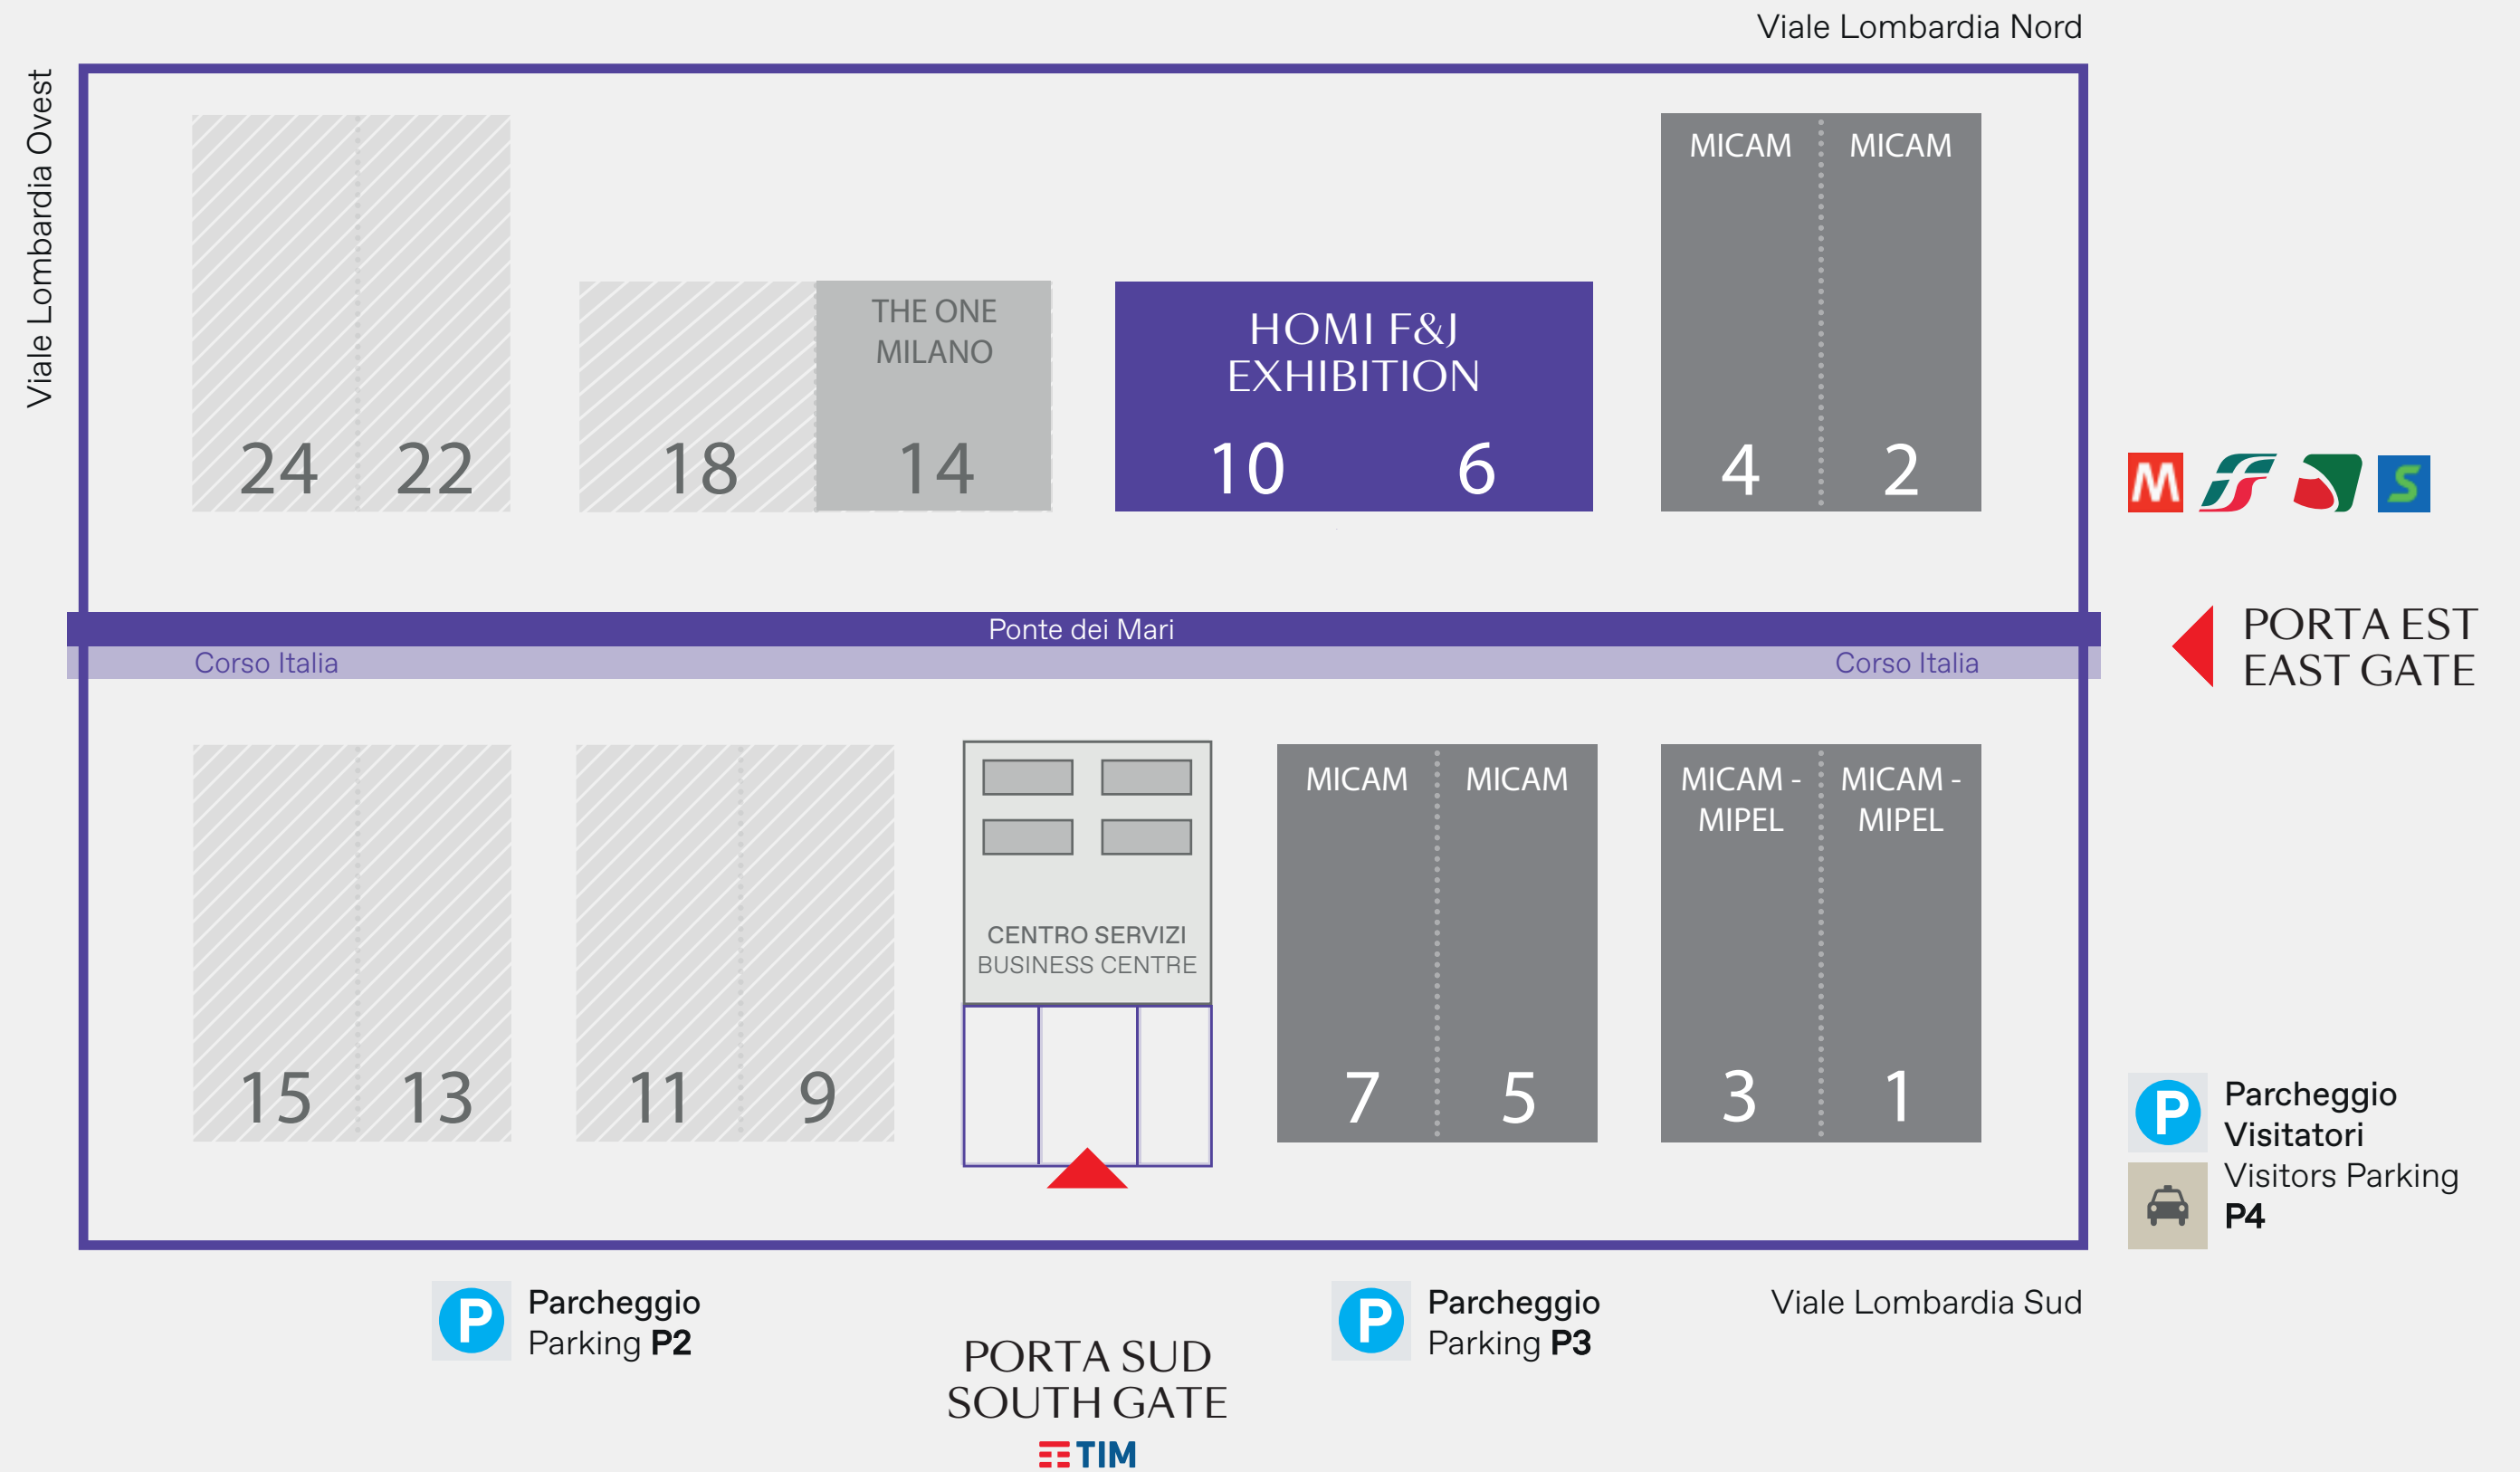 Viale Lombardia Nord
Viale Lombardia Ovest
MICAM
MICAM
THE ONE
MILANO
HOMI F&J
EXHIBITION
24
22
18
14
10
6
4
2
M
S
Ponte dei Mari
Corso Italia
Corso Italia
PORTA EST
EAST GATE
MICAM
MICAM
MICAM -
MIPEL
MICAM -
MIPEL
CENTRO SERVIZI
BUSINESS CENTRE
15
13
11
9
7
5
3
1
P
Parcheggio
Visitatori
Visitors Parking
P4
P
Parcheggio
Parking P2
P
Parcheggio
Parking P3
Viale Lombardia Sud
PORTA SUD
SOUTH GATE
TIM